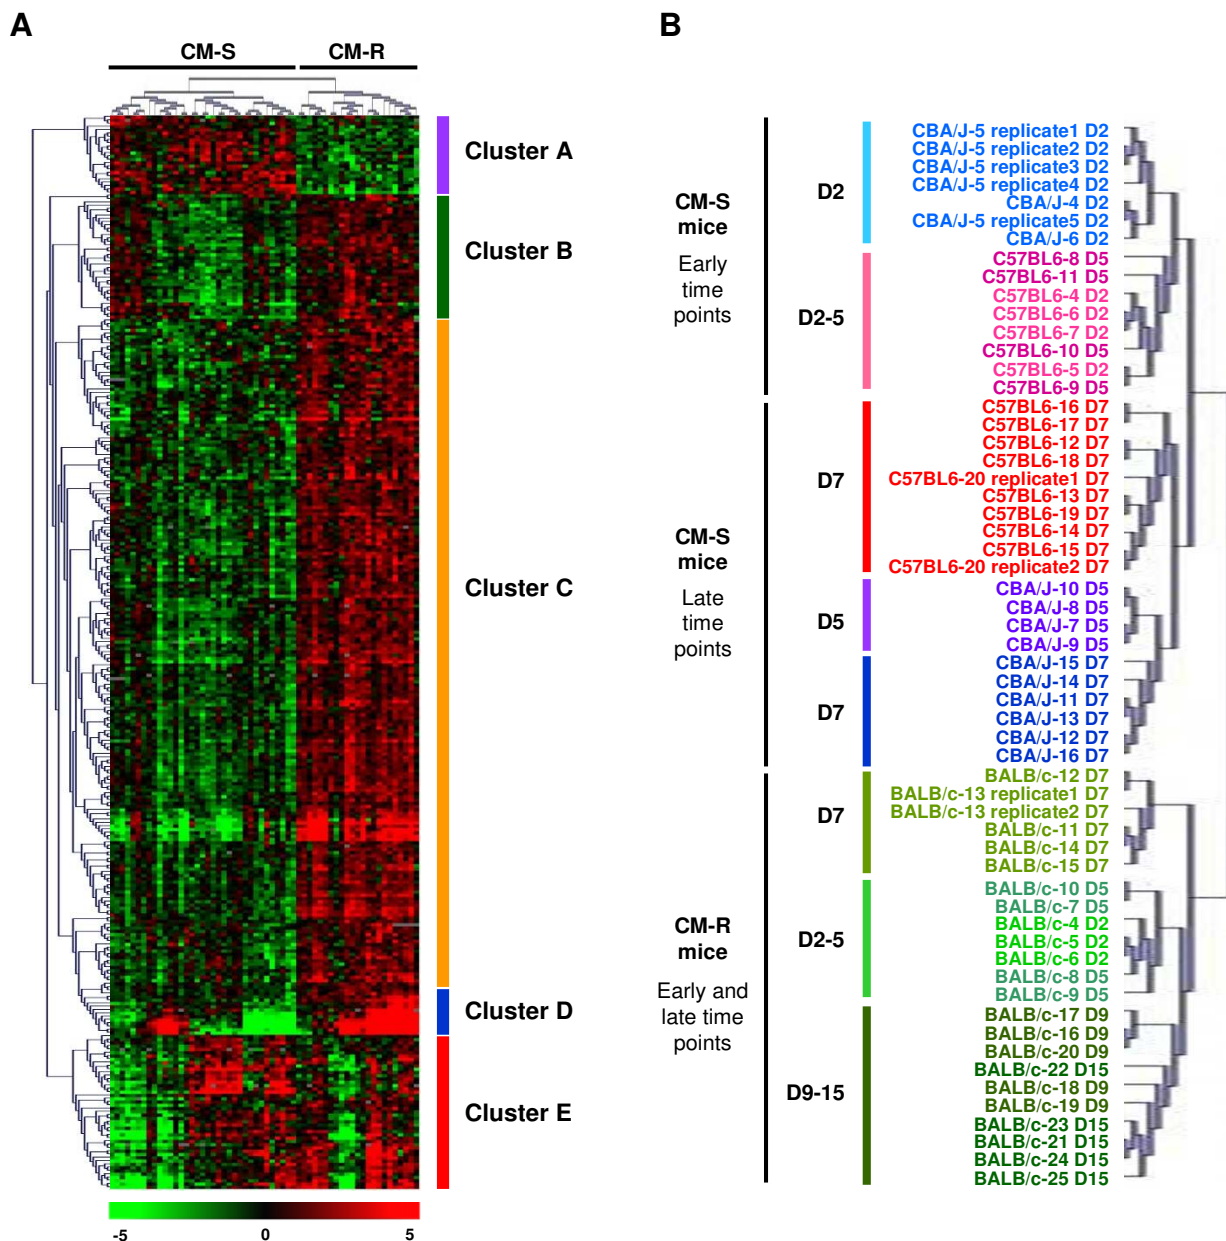 A
CM-S
CM-R
Cluster A
Cluster B
Cluster C
Cluster D
Cluster E
-5
0
5
B
CM-S
mice
Early
time
points
CM-S
mice
Late
time
points
CM-R
mice
Early and
late time
points
D2
D2-5
D7
D5
D7
D7
D2-5
D9-15
CBA/J-5 replicate1 D2
CBA/J-5 replicate2 D2
CBA/J-5 replicate3 D2
CBA/J-5 replicate4 D2
CBA/J-4 D2
CBA/J-5 replicate5 D2
CBA/J-6 D2
C57BL6-8 D5
C57BL6-11 D5
C57BL6-4 D2
C57BL6-6 D2
C57BL6-7 D2
C57BL6-10 D5
C57BL6-5 D2
C57BL6-9 D5
C57BL6-16 D7
C57BL6-17 D7
C57BL6-12 D7
C57BL6-18 D7
C57BL6-20 replicate1 D7
C57BL6-13 D7
C57BL6-19 D7
C57BL6-14 D7
C57BL6-15 D7
C57BL6-20 replicate2 D7
CBA/J-10 D5
CBA/J-8 D5
CBA/J-7 D5
CBA/J-9 D5
CBA/J-15 D7
CBA/J-14 D7
CBA/J-11 D7
CBA/J-13 D7
CBA/J-12 D7
CBA/J-16 D7
BALB/c-12 D7
BALB/c-13 replicate1 D7
BALB/c-13 replicate2 D7
BALB/c-11 D7
BALB/c-14 D7
BALB/c-15 D7
BALB/c-10 D5
BALB/c-7 D5
BALB/c-4 D2
BALB/c-5 D2
BALB/c-6 D2
BALB/c-8 D5
BALB/c-9 D5
BALB/c-17 D9
BALB/c-16 D9
BALB/c-20 D9
BALB/c-22 D15
BALB/c-18 D9
BALB/c-19 D9
BALB/c-23 D15
BALB/c-21 D15
BALB/c-24 D15
BALB/c-25 D15